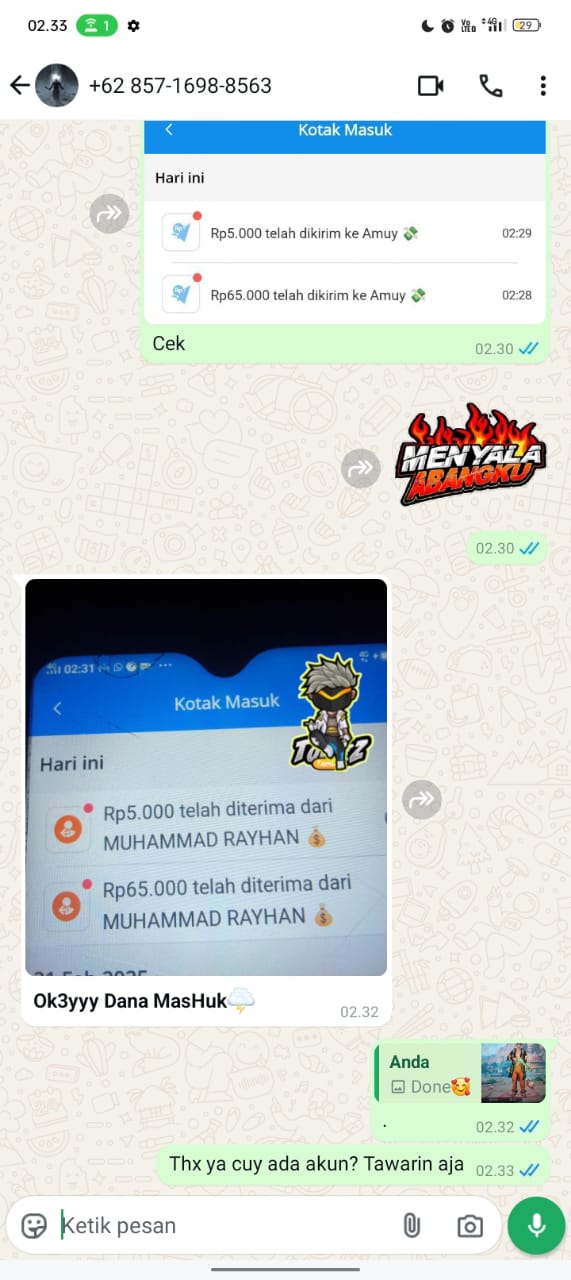 02.33 1 Vo LTE 4G 29
+62 857-1698-8563
Kotak Masuk
Hari ini
Rp5.000 telah dikirim ke Amuy 💸 02:29
Rp65.000 telah dikirim ke Amuy 💸 02:28
Cek
02.30
MENYALA
ABANGKU
02.30
02:31
Kotak Masuk
Hari ini
Rp5.000 telah diterima dari
MUHAMMAD RAYHAN 💰
Rp65.000 telah diterima dari
MUHAMMAD RAYHAN 💰
Ok3yyy Dana MasHuk🌩️
02.32
Anda
Done🥰
.
02.32
Thx ya cuy ada akun? Tawarin aja 02.33
Ketik pesan